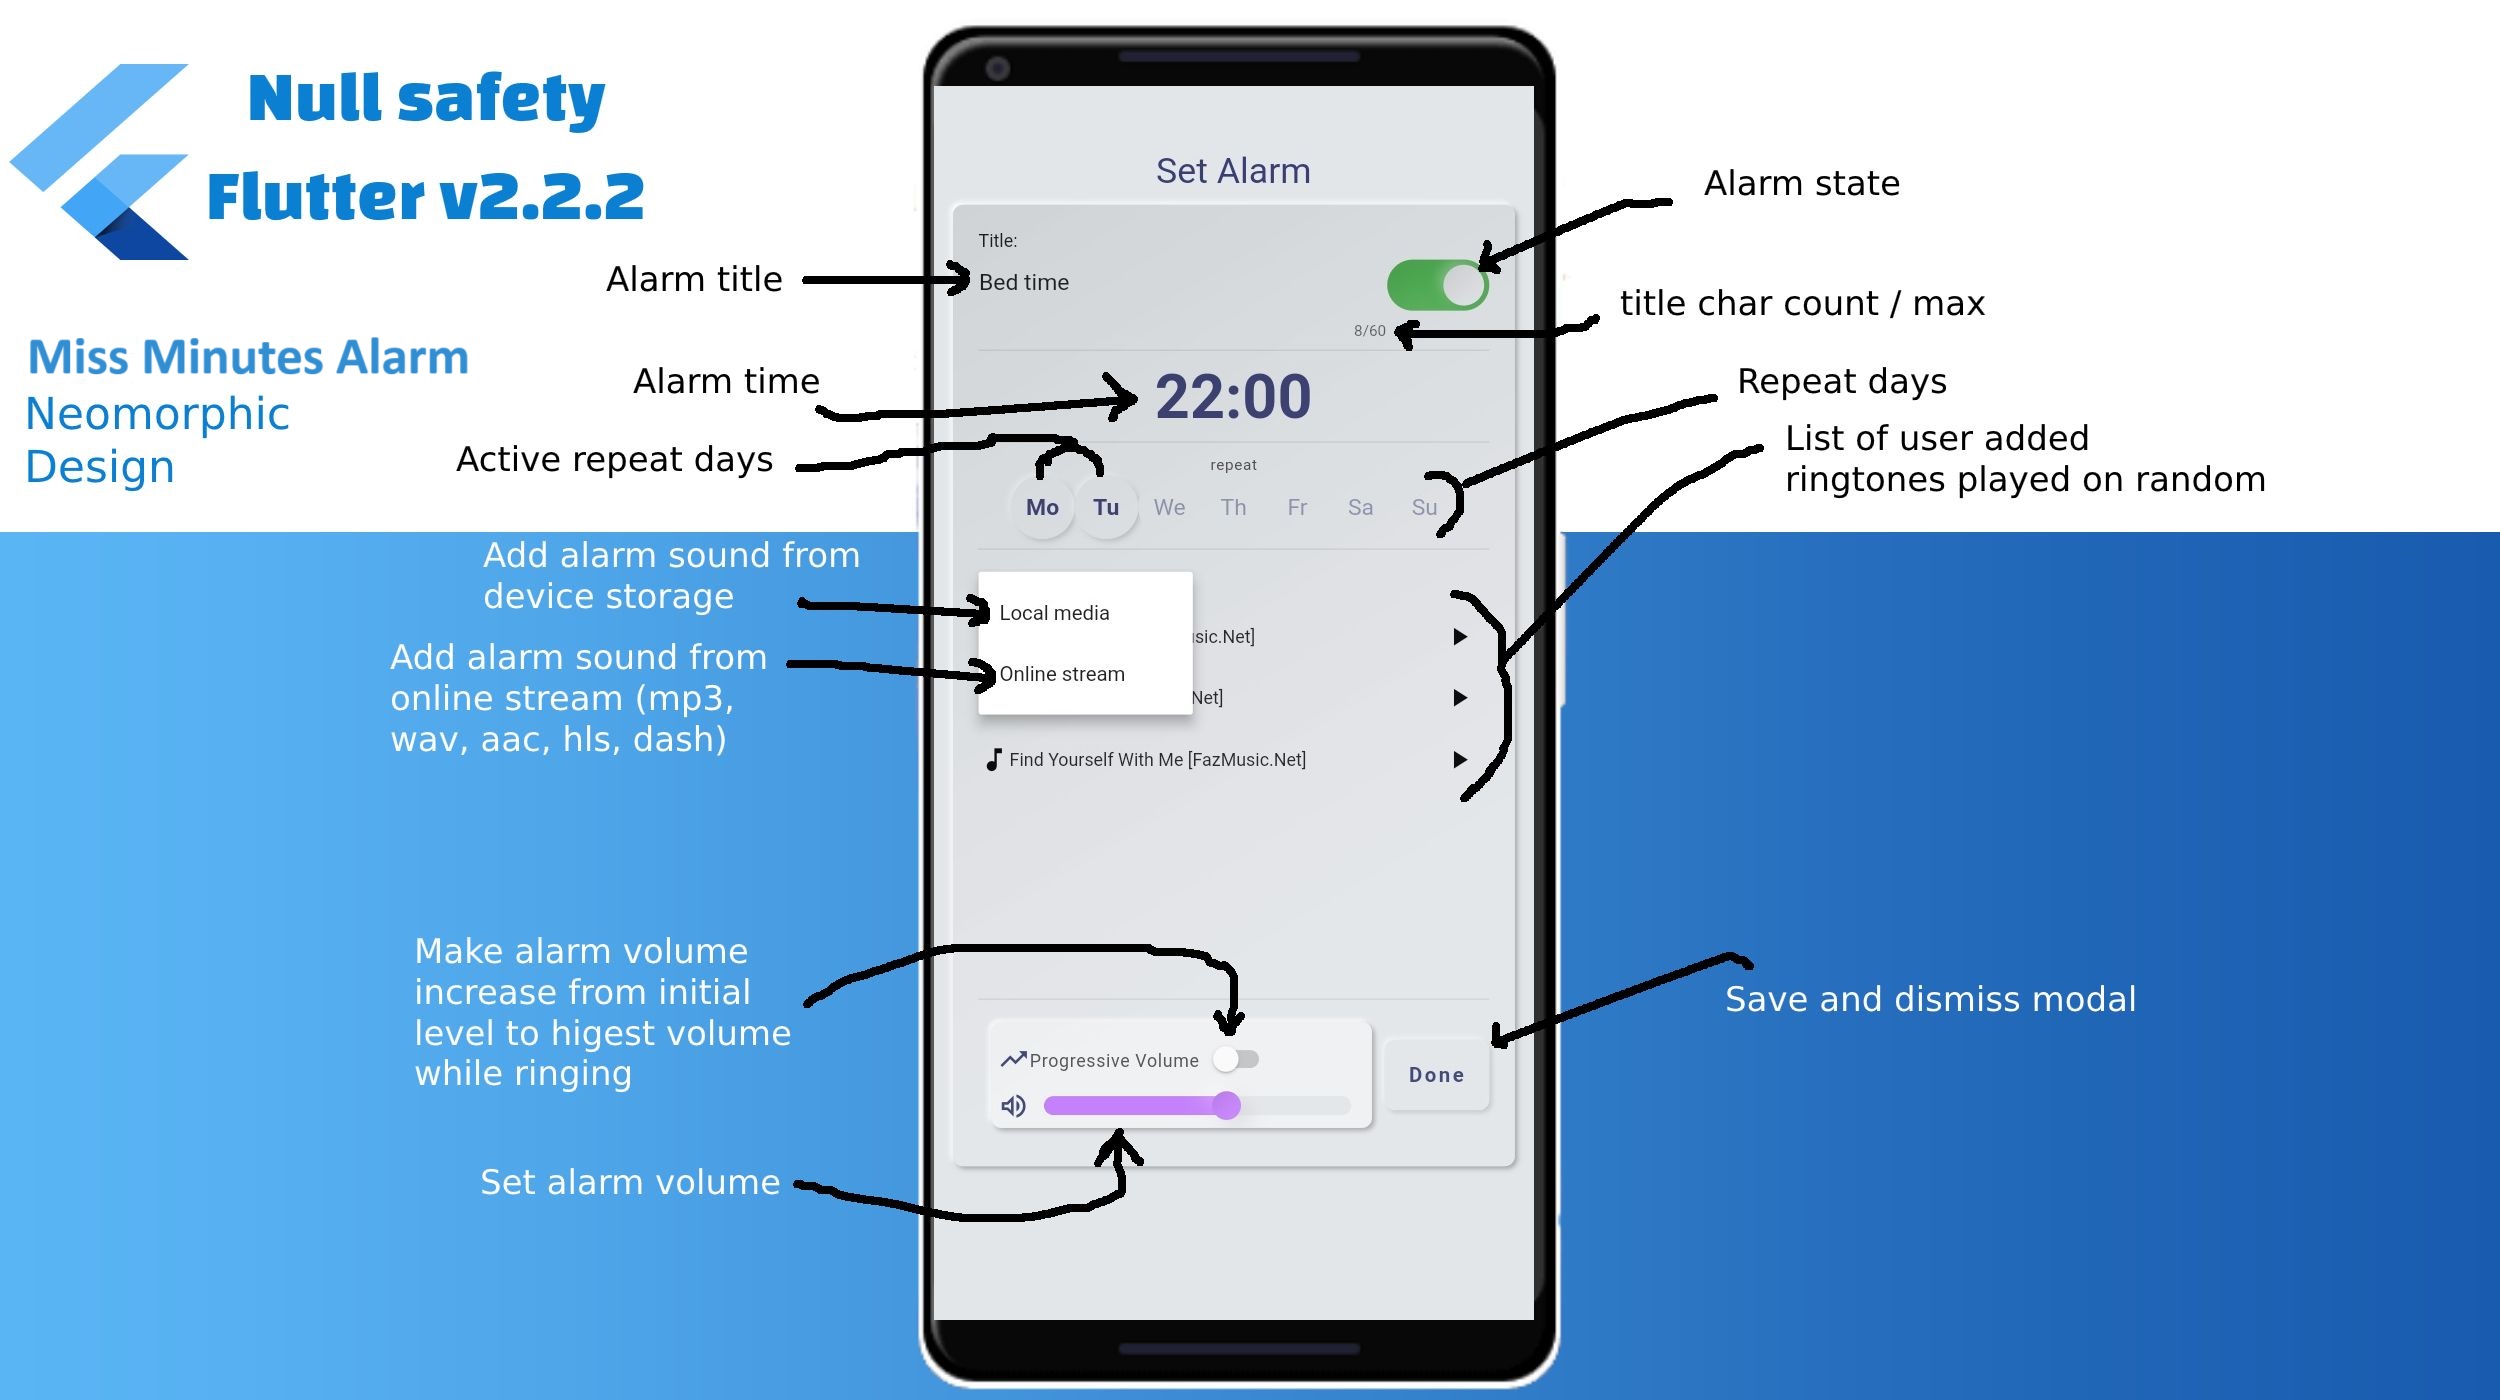 Null safety
Flutter v2.2.2
Miss Minutes Alarm
Neomorphic
Design
Alarm title
Alarm time
Active repeat days
Add alarm sound from
device storage
Add alarm sound from
online stream (mp3,
wav, aac, hls, dash)
Make alarm volume
increase from initial
level to higest volume
while ringing
Set alarm volume
Set Alarm
Title:
Bed time
8/60
22:00
repeat
Mo Tu We Th Fr Sa Su
Local media
usic.Net]
Online stream
Net]
Find Yourself With Me [FazMusic.Net]
Progressive Volume
Done
Alarm state
title char count / max
Repeat days
List of user added
ringtones played on random
Save and dismiss modal